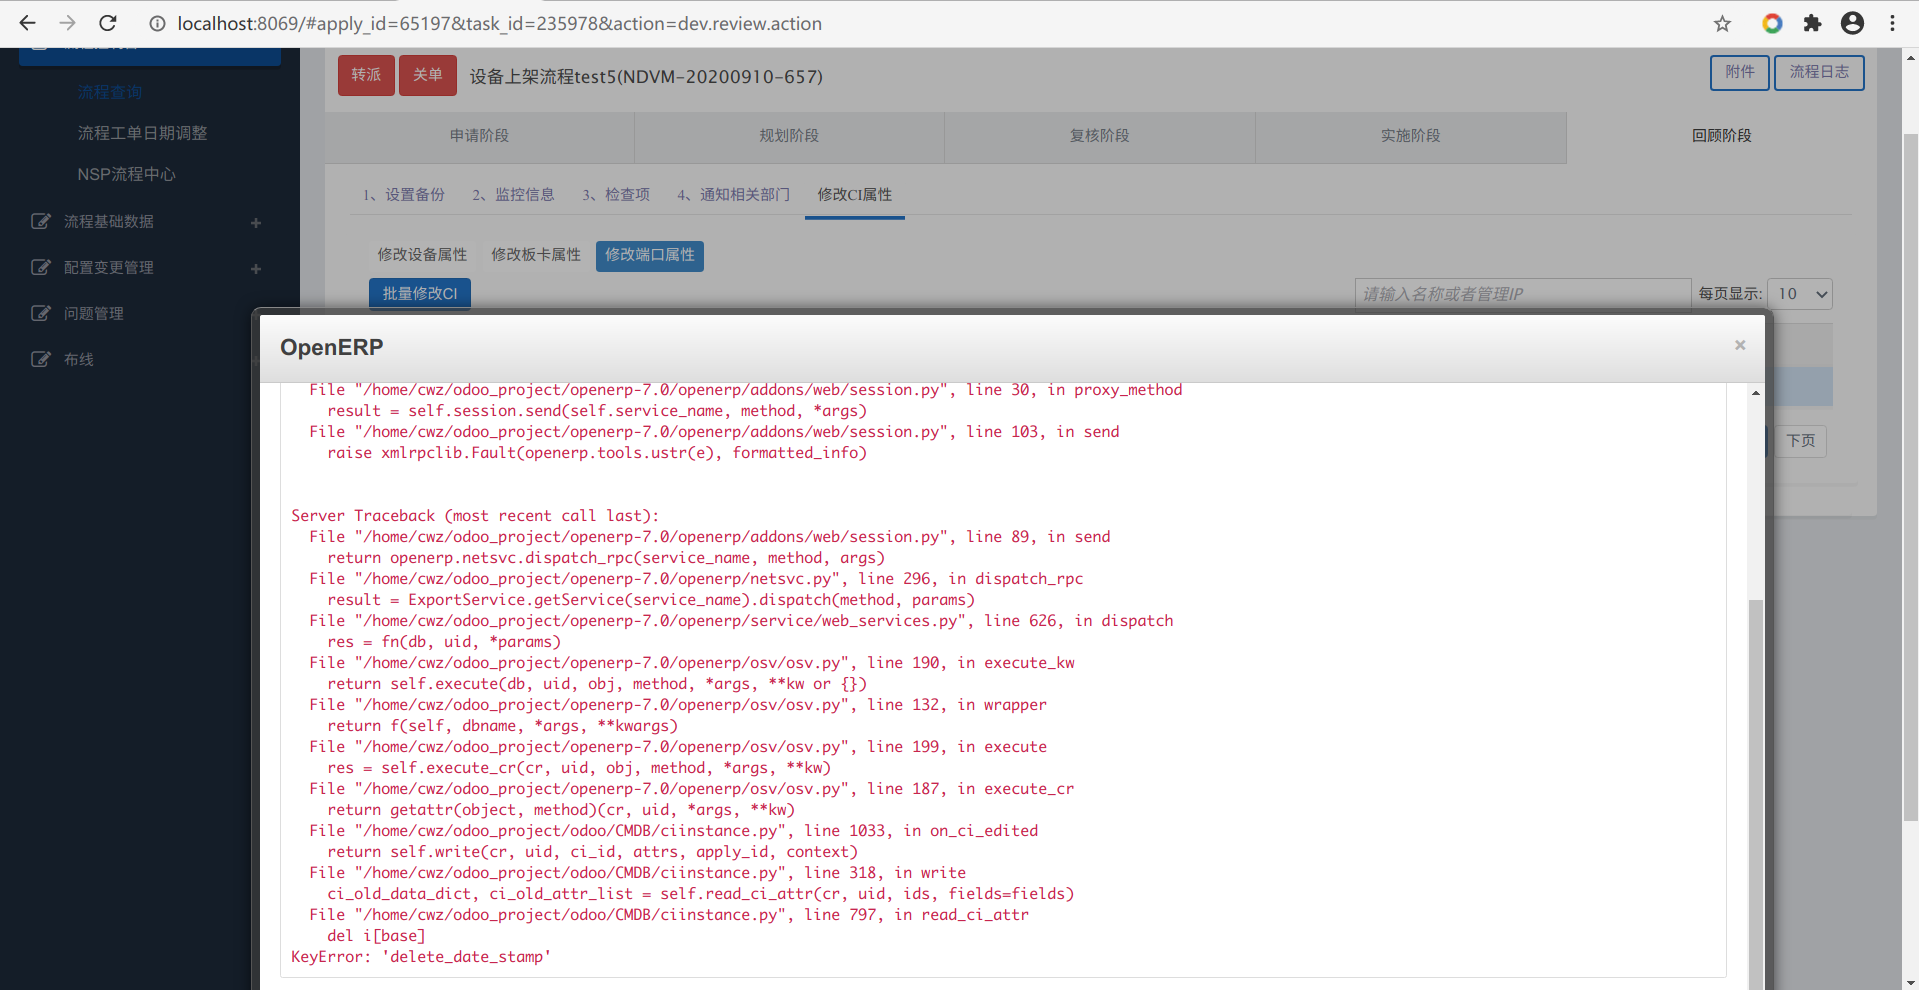 localhost:8069/#apply_id=65197&task_id=235978&action=dev.review.action
流程查询
流程工单日期调整
NSP流程中心
流程基础数据
配置变更管理
问题管理
布线
转派
关单
设备上架流程test5(NDVM-20200910-657)
附件
流程日志
申请阶段
规划阶段
复核阶段
实施阶段
回顾阶段
1、设置备份
2、监控信息
3、检查项
4、通知相关部门
修改CI属性
修改设备属性
修改板卡属性
修改端口属性
批量修改CI
请输入名称或者管理IP
每页显示:
10
下页
OpenERP
×
File "/home/cwz/odoo_project/openerp-7.0/openerp/addons/web/session.py", line 30, in proxy_method
result = self.session.send(self.service_name, method, *args)
File "/home/cwz/odoo_project/openerp-7.0/openerp/addons/web/session.py", line 103, in send
raise xmlrpclib.Fault(openerp.tools.ustr(e), formatted_info)
Server Traceback (most recent call last):
File "/home/cwz/odoo_project/openerp-7.0/openerp/addons/web/session.py", line 89, in send
return openerp.netsvc.dispatch_rpc(service_name, method, args)
File "/home/cwz/odoo_project/openerp-7.0/openerp/netsvc.py", line 296, in dispatch_rpc
result = ExportService.getService(service_name).dispatch(method, params)
File "/home/cwz/odoo_project/openerp-7.0/openerp/service/web_services.py", line 626, in dispatch
res = fn(db, uid, *params)
File "/home/cwz/odoo_project/openerp-7.0/openerp/osv/osv.py", line 190, in execute_kw
return self.execute(db, uid, obj, method, *args, **kw or {})
File "/home/cwz/odoo_project/openerp-7.0/openerp/osv/osv.py", line 132, in wrapper
return f(self, dbname, *args, **kwargs)
File "/home/cwz/odoo_project/openerp-7.0/openerp/osv/osv.py", line 199, in execute
res = self.execute_cr(cr, uid, obj, method, *args, **kw)
File "/home/cwz/odoo_project/openerp-7.0/openerp/osv/osv.py", line 187, in execute_cr
return getattr(object, method)(cr, uid, *args, **kw)
File "/home/cwz/odoo_project/odoo/CMDB/ciinstance.py", line 1033, in on_ci_edited
return self.write(cr, uid, ci_id, attrs, apply_id, context)
File "/home/cwz/odoo_project/odoo/CMDB/ciinstance.py", line 318, in write
ci_old_data_dict, ci_old_attr_list = self.read_ci_attr(cr, uid, ids, fields=fields)
File "/home/cwz/odoo_project/odoo/CMDB/ciinstance.py", line 797, in read_ci_attr
del i[base]
KeyError: 'delete_date_stamp'